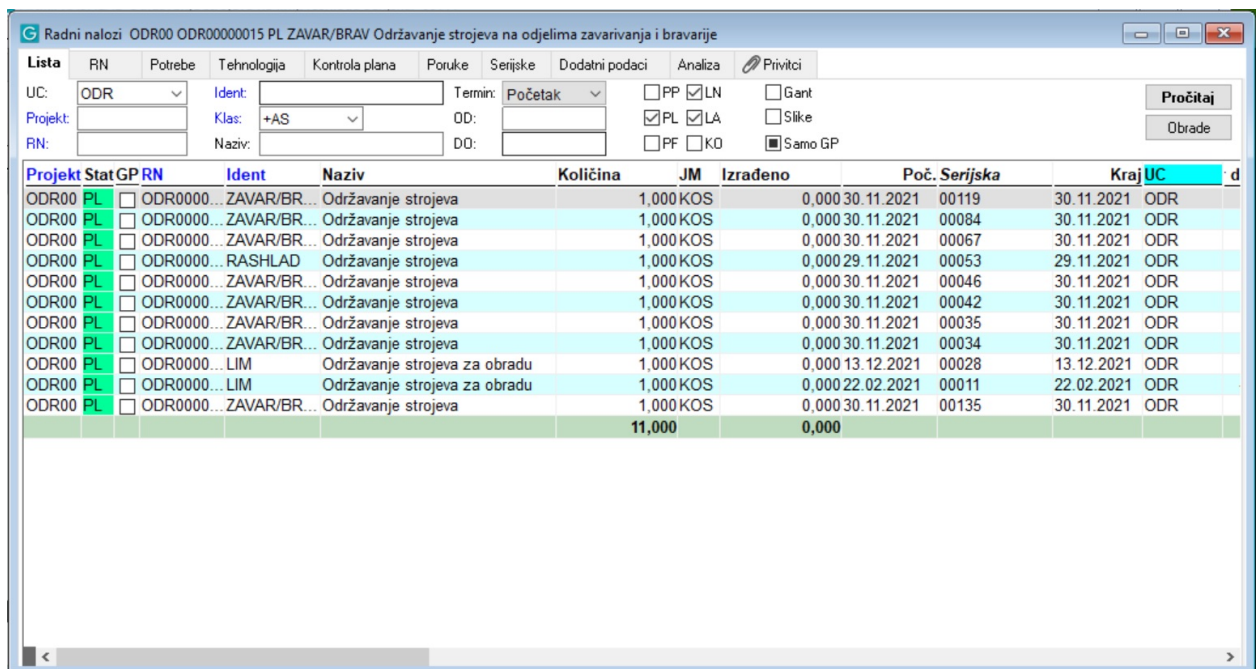 G Radni nalozi ODR00 ODR00000015 PL ZAVAR/BRAV Održavanje strojeva na odjelima zavarivanja i bravarije
Lista RN Potrebe Tehnologija Kontrola plana Poruke Serijske Dodatni podaci Analiza Privitci
UC: ODR Ident: Termin: Početak PP LN Gant Pročitaj
Projekt: Klas: +AS OD: PL LA Slike Obrade
RN: Naziv: DO: PF KO Samo GP
Projekt Stat GP RN Ident Naziv Količina JM Izrađeno Poč. Serijska Kraj UC d
ODR00 PL ODR0000... ZAVAR/BR... Održavanje strojeva 1,000 KOS 0,000 30.11.2021 00119 30.11.2021 ODR
ODR00 PL ODR0000... ZAVAR/BR... Održavanje strojeva 1,000 KOS 0,000 30.11.2021 00084 30.11.2021 ODR
ODR00 PL ODR0000... ZAVAR/BR... Održavanje strojeva 1,000 KOS 0,000 30.11.2021 00067 30.11.2021 ODR
ODR00 PL ODR0000... RASHLAD Održavanje strojeva 1,000 KOS 0,000 29.11.2021 00053 29.11.2021 ODR
ODR00 PL ODR0000... ZAVAR/BR... Održavanje strojeva 1,000 KOS 0,000 30.11.2021 00046 30.11.2021 ODR
ODR00 PL ODR0000... ZAVAR/BR... Održavanje strojeva 1,000 KOS 0,000 30.11.2021 00042 30.11.2021 ODR
ODR00 PL ODR0000... ZAVAR/BR... Održavanje strojeva 1,000 KOS 0,000 30.11.2021 00035 30.11.2021 ODR
ODR00 PL ODR0000... ZAVAR/BR... Održavanje strojeva 1,000 KOS 0,000 30.11.2021 00034 30.11.2021 ODR
ODR00 PL ODR0000... LIM Održavanje strojeva za obradu 1,000 KOS 0,000 13.12.2021 00028 13.12.2021 ODR
ODR00 PL ODR0000... LIM Održavanje strojeva za obradu 1,000 KOS 0,000 22.02.2021 00011 22.02.2021 ODR
ODR00 PL ODR0000... ZAVAR/BR... Održavanje strojeva 1,000 KOS 0,000 30.11.2021 00135 30.11.2021 ODR
11,000 0,000